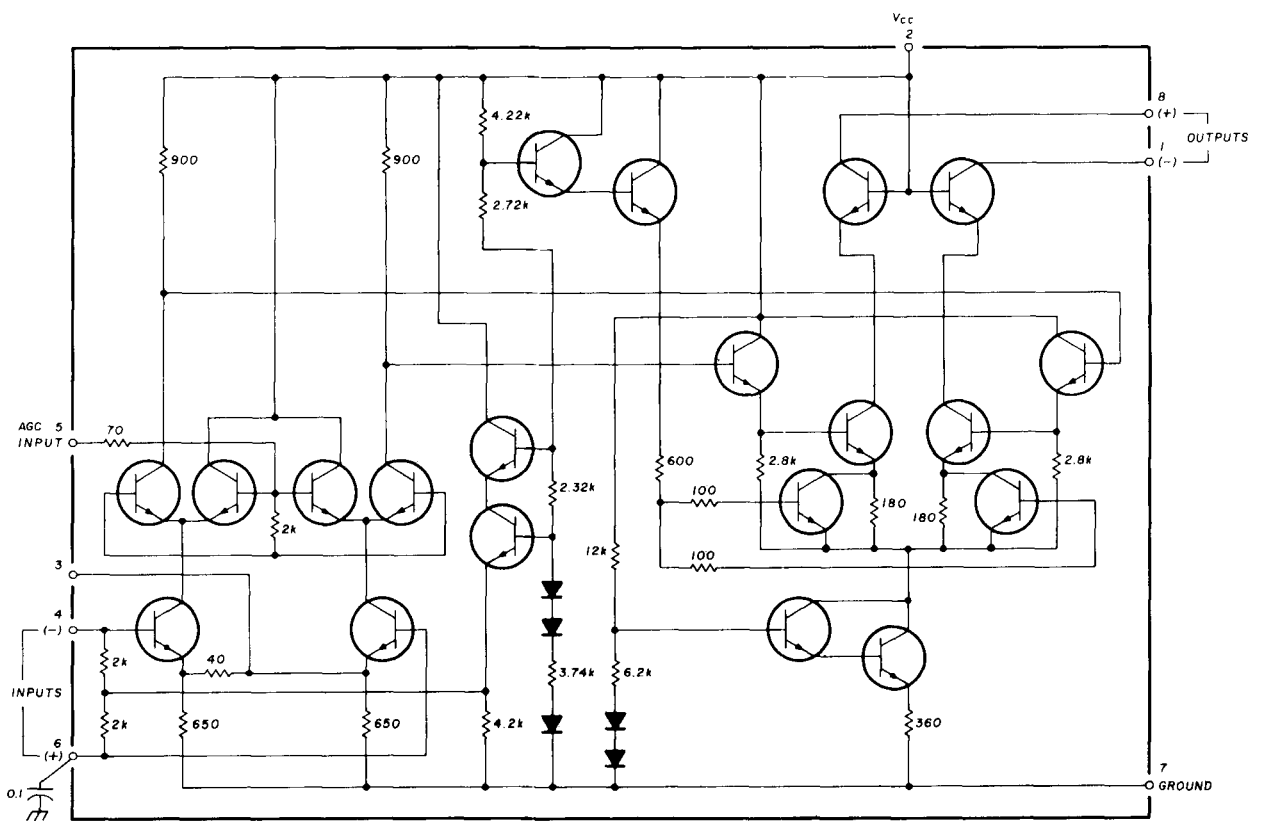 VCC
2
8
(+)
OUTPUTS
1
(-)
4.22k
900
900
2.72k
AGC 5
INPUT
70
2k
2.32k
600
100
2.8k
180
180
2.8k
12k
100
3
4
(-)
2k
40
INPUTS
2k
650
650
4.2k
3.74k
6.2k
360
6
(+)
0.1
7
GROUND